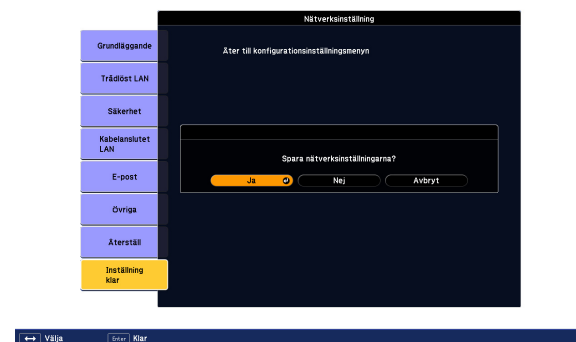 Nätverksinställning
Grundläggande
Åter till konfigurationsinställningsmenyn
Trådlöst LAN
Säkerhet
Kabelanslutet
LAN
Spara nätverksinställningarna?
E-post
Ja
Nej
Avbryt
Övriga
Återställ
Inställning
klar
Välja
Enter Klar